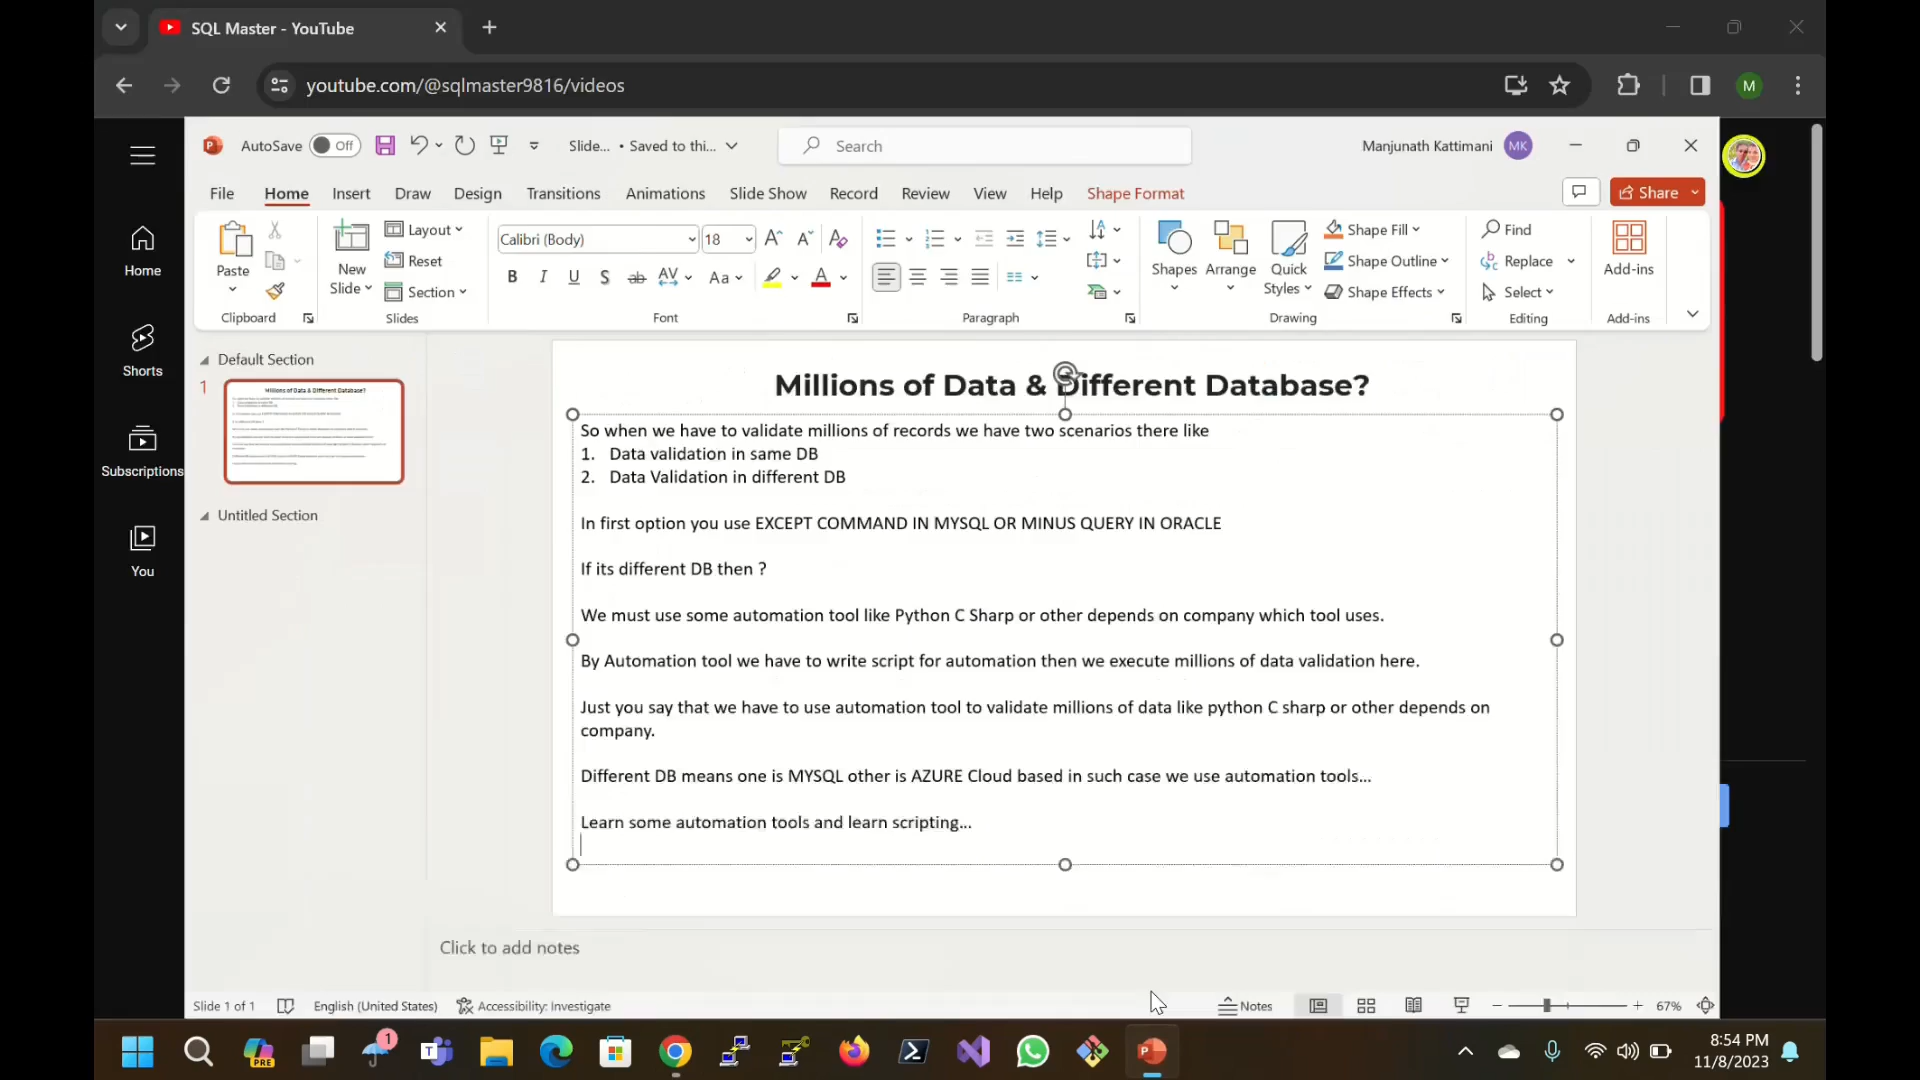 SQL Master - YouTube
youtube.com/@sqlmaster9816/videos
M
AutoSave Off Slide... • Saved to thi... Search Manjunath Kattimani MK
File Home Insert Draw Design Transitions Animations Slide Show Record Review View Help Shape Format Share
Paste
Clipboard
New
Slide
Layout
Reset
Section
Slides
Calibri (Body) 18
Font
Paragraph
Shapes
Arrange
Quick
Styles
Shape Fill
Shape Outline
Shape Effects
Drawing
Find
Replace
Select
Editing
Add-ins
Add-ins
Home
Shorts
Subscriptions
You
Default Section
1
Untitled Section
Millions of Data & Different Database?
So when we have to validate millions of records we have two scenarios there like
1. Data validation in same DB
2. Data Validation in different DB
In first option you use EXCEPT COMMAND IN MYSQL OR MINUS QUERY IN ORACLE
If its different DB then ?
We must use some automation tool like Python C Sharp or other depends on company which tool uses.
By Automation tool we have to write script for automation then we execute millions of data validation here.
Just you say that we have to use automation tool to validate millions of data like python C sharp or other depends on
company.
Different DB means one is MYSQL other is AZURE Cloud based in such case we use automation tools...
Learn some automation tools and learn scripting...
Click to add notes
Slide 1 of 1 English (United States) Accessibility: Investigate Notes 67%
PRE
1
8:54 PM
11/8/2023